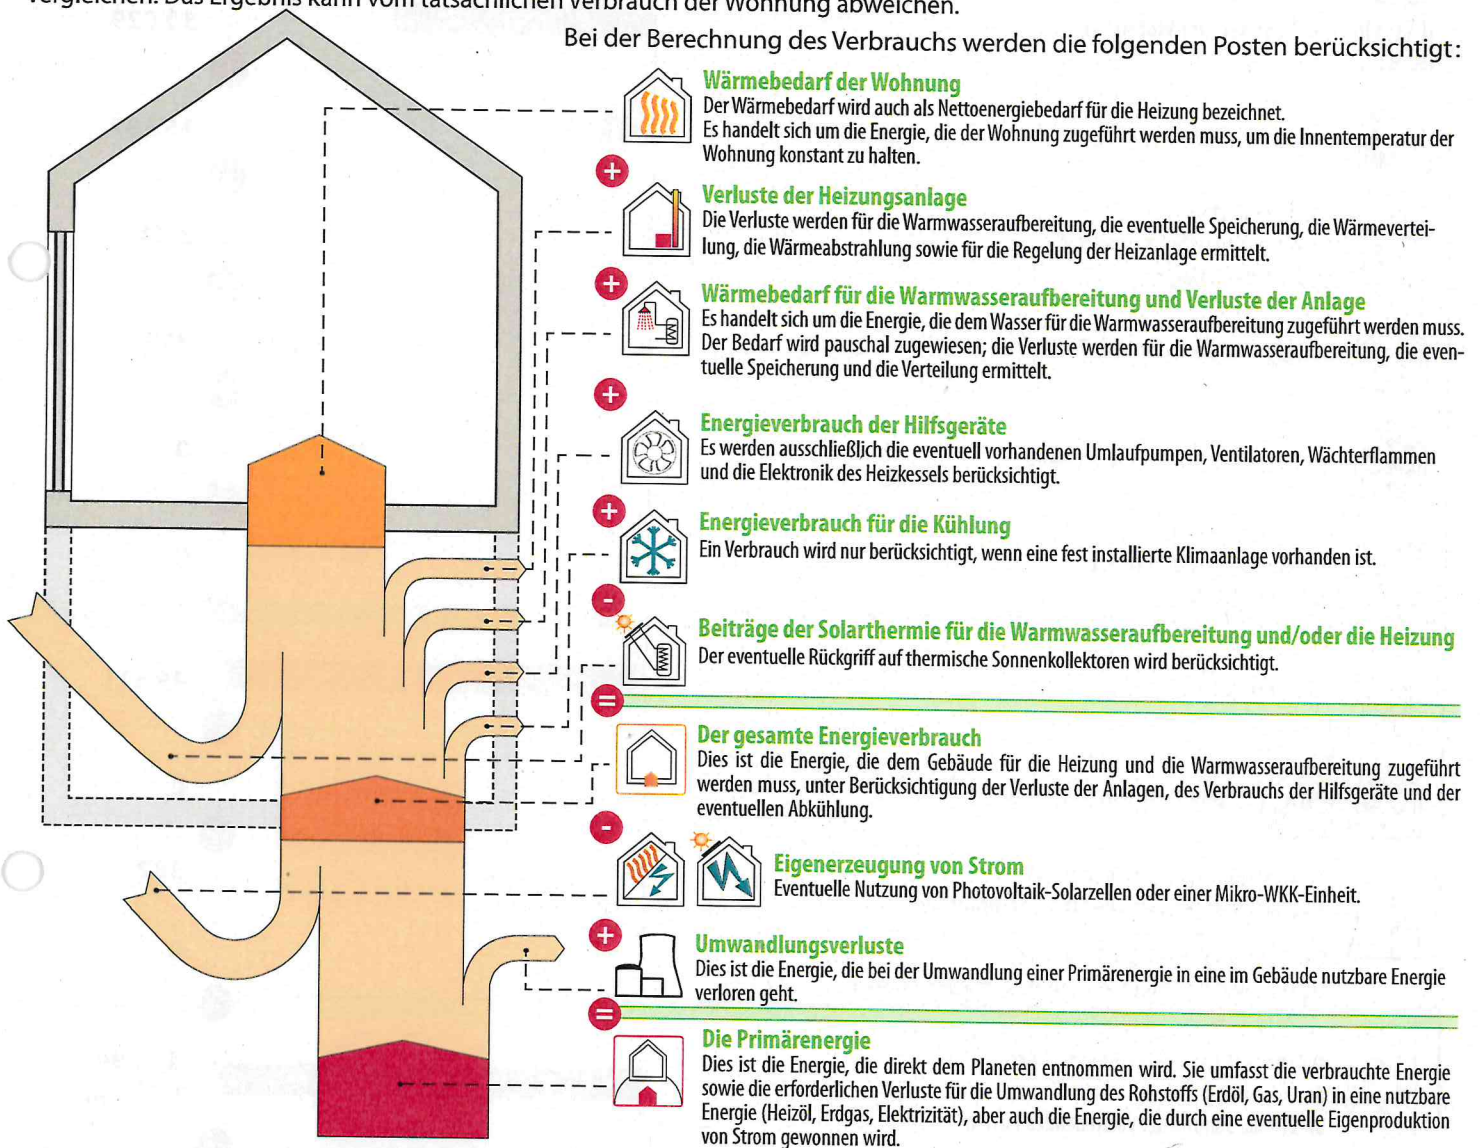 vergleichen. Das Ergebnis kann vom tatsächlichen Verbrauch der Wohnung abweichen.
Bei der Berechnung des Verbrauchs werden die folgenden Posten berücksichtigt:
Wärmebedarf der Wohnung
Der Wärmebedarf wird auch als Nettoenergiebedarf für die Heizung bezeichnet.
Es handelt sich um die Energie, die der Wohnung zugeführt werden muss, um die Innentemperatur der
Wohnung konstant zu halten.
+
Verluste der Heizungsanlage
Die Verluste werden für die Warmwasseraufbereitung, die eventuelle Speicherung, die Wärmevertei-
lung, die Wärmeabstrahlung sowie für die Regelung der Heizanlage ermittelt.
+
Wärmebedarf für die Warmwasseraufbereitung und Verluste der Anlage
Es handelt sich um die Energie, die dem Wasser für die Warmwasseraufbereitung zugeführt werden muss.
Der Bedarf wird pauschal zugewiesen; die Verluste werden für die Warmwasseraufbereitung, die even-
tuelle Speicherung und die Verteilung ermittelt.
+
Energieverbrauch der Hilfsgeräte
Es werden ausschließlich die eventuell vorhandenen Umlaufpumpen, Ventilatoren, Wächterflammen
und die Elektronik des Heizkessels berücksichtigt.
+
Energieverbrauch für die Kühlung
Ein Verbrauch wird nur berücksichtigt, wenn eine fest installierte Klimaanlage vorhanden ist.
-
Beiträge der Solarthermie für die Warmwasseraufbereitung und/oder die Heizung
Der eventuelle Rückgriff auf thermische Sonnenkollektoren wird berücksichtigt.
=
Der gesamte Energieverbrauch
Dies ist die Energie, die dem Gebäude für die Heizung und die Warmwasseraufbereitung zugeführt
werden muss, unter Berücksichtigung der Verluste der Anlagen, des Verbrauchs der Hilfsgeräte und der
eventuellen Abkühlung.
-
Eigenerzeugung von Strom
Eventuelle Nutzung von Photovoltaik-Solarzellen oder einer Mikro-WKK-Einheit.
+
Umwandlungsverluste
Dies ist die Energie, die bei der Umwandlung einer Primärenergie in eine im Gebäude nutzbare Energie
verloren geht.
=
Die Primärenergie
Dies ist die Energie, die direkt dem Planeten entnommen wird. Sie umfasst die verbrauchte Energie
sowie die erforderlichen Verluste für die Umwandlung des Rohstoffs (Erdöl, Gas, Uran) in eine nutzbare
Energie (Heizöl, Erdgas, Elektrizität), aber auch die Energie, die durch eine eventuelle Eigenproduktion
von Strom gewonnen wird.